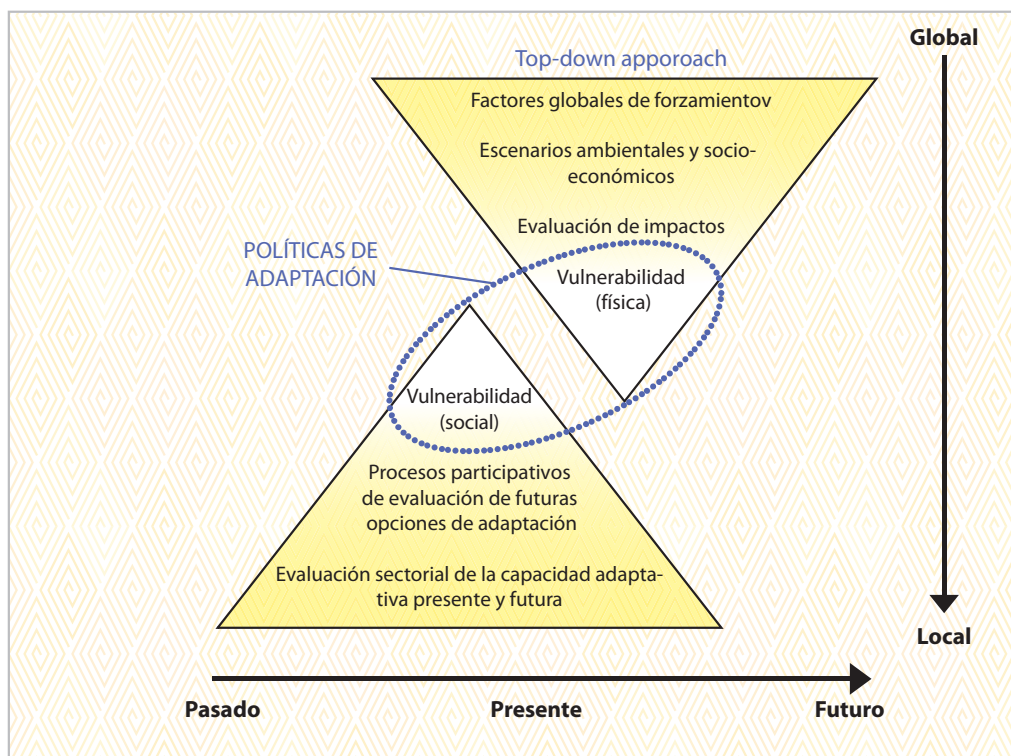 Global
Top-down apporoach
Factores globales de forzamientov
Escenarios ambientales y socio-
económicos
Evaluación de impactos
POLÍTICAS DE
ADAPTACIÓN
Vulnerabilidad
(física)
Vulnerabilidad
(social)
Procesos participativos
de evaluación de futuras
opciones de adaptación
Evaluación sectorial de la capacidad adapta-
tiva presente y futura
Local
Pasado
Presente
Futuro